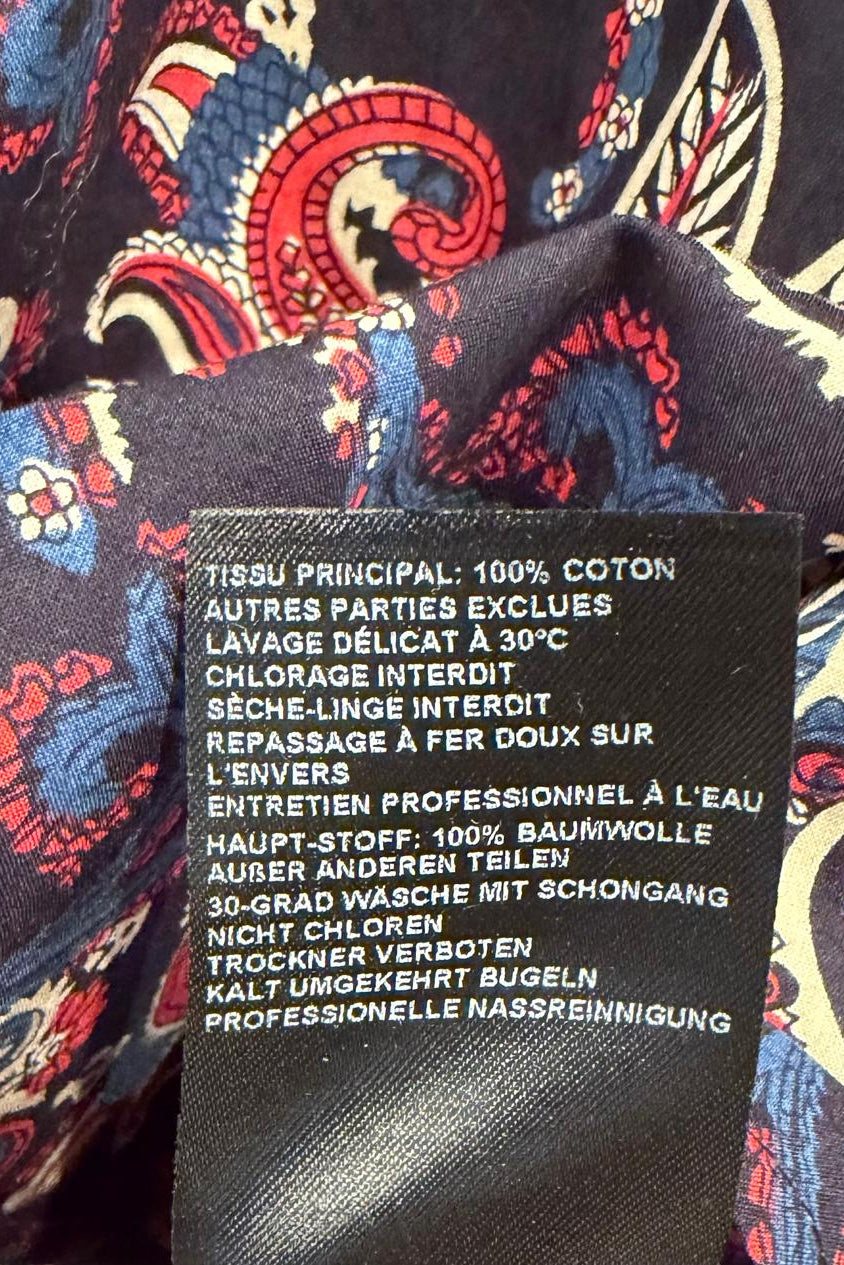 TISSU PRINCIPAL: 100% COTON
AUTRES PARTIES EXCLUES
LAVAGE DÉLICAT À 30°C
CHLORAGE INTERDIT
SÈCHE-LINGE INTERDIT
REPASSAGE À FER DOUX SUR
L'ENVERS
ENTRETIEN PROFESSIONNEL À L'EAU
HAUPT-STOFF: 100% BAUMWOLLE
AUßER ANDEREN TEILEN
30-GRAD WÄSCHE MIT SCHONGANG
NICHT CHLOREN
TROCKNER VERBOTEN
KALT UMGEKEHRT BUGELN
PROFESSIONELLE NASSREINNIGUNG